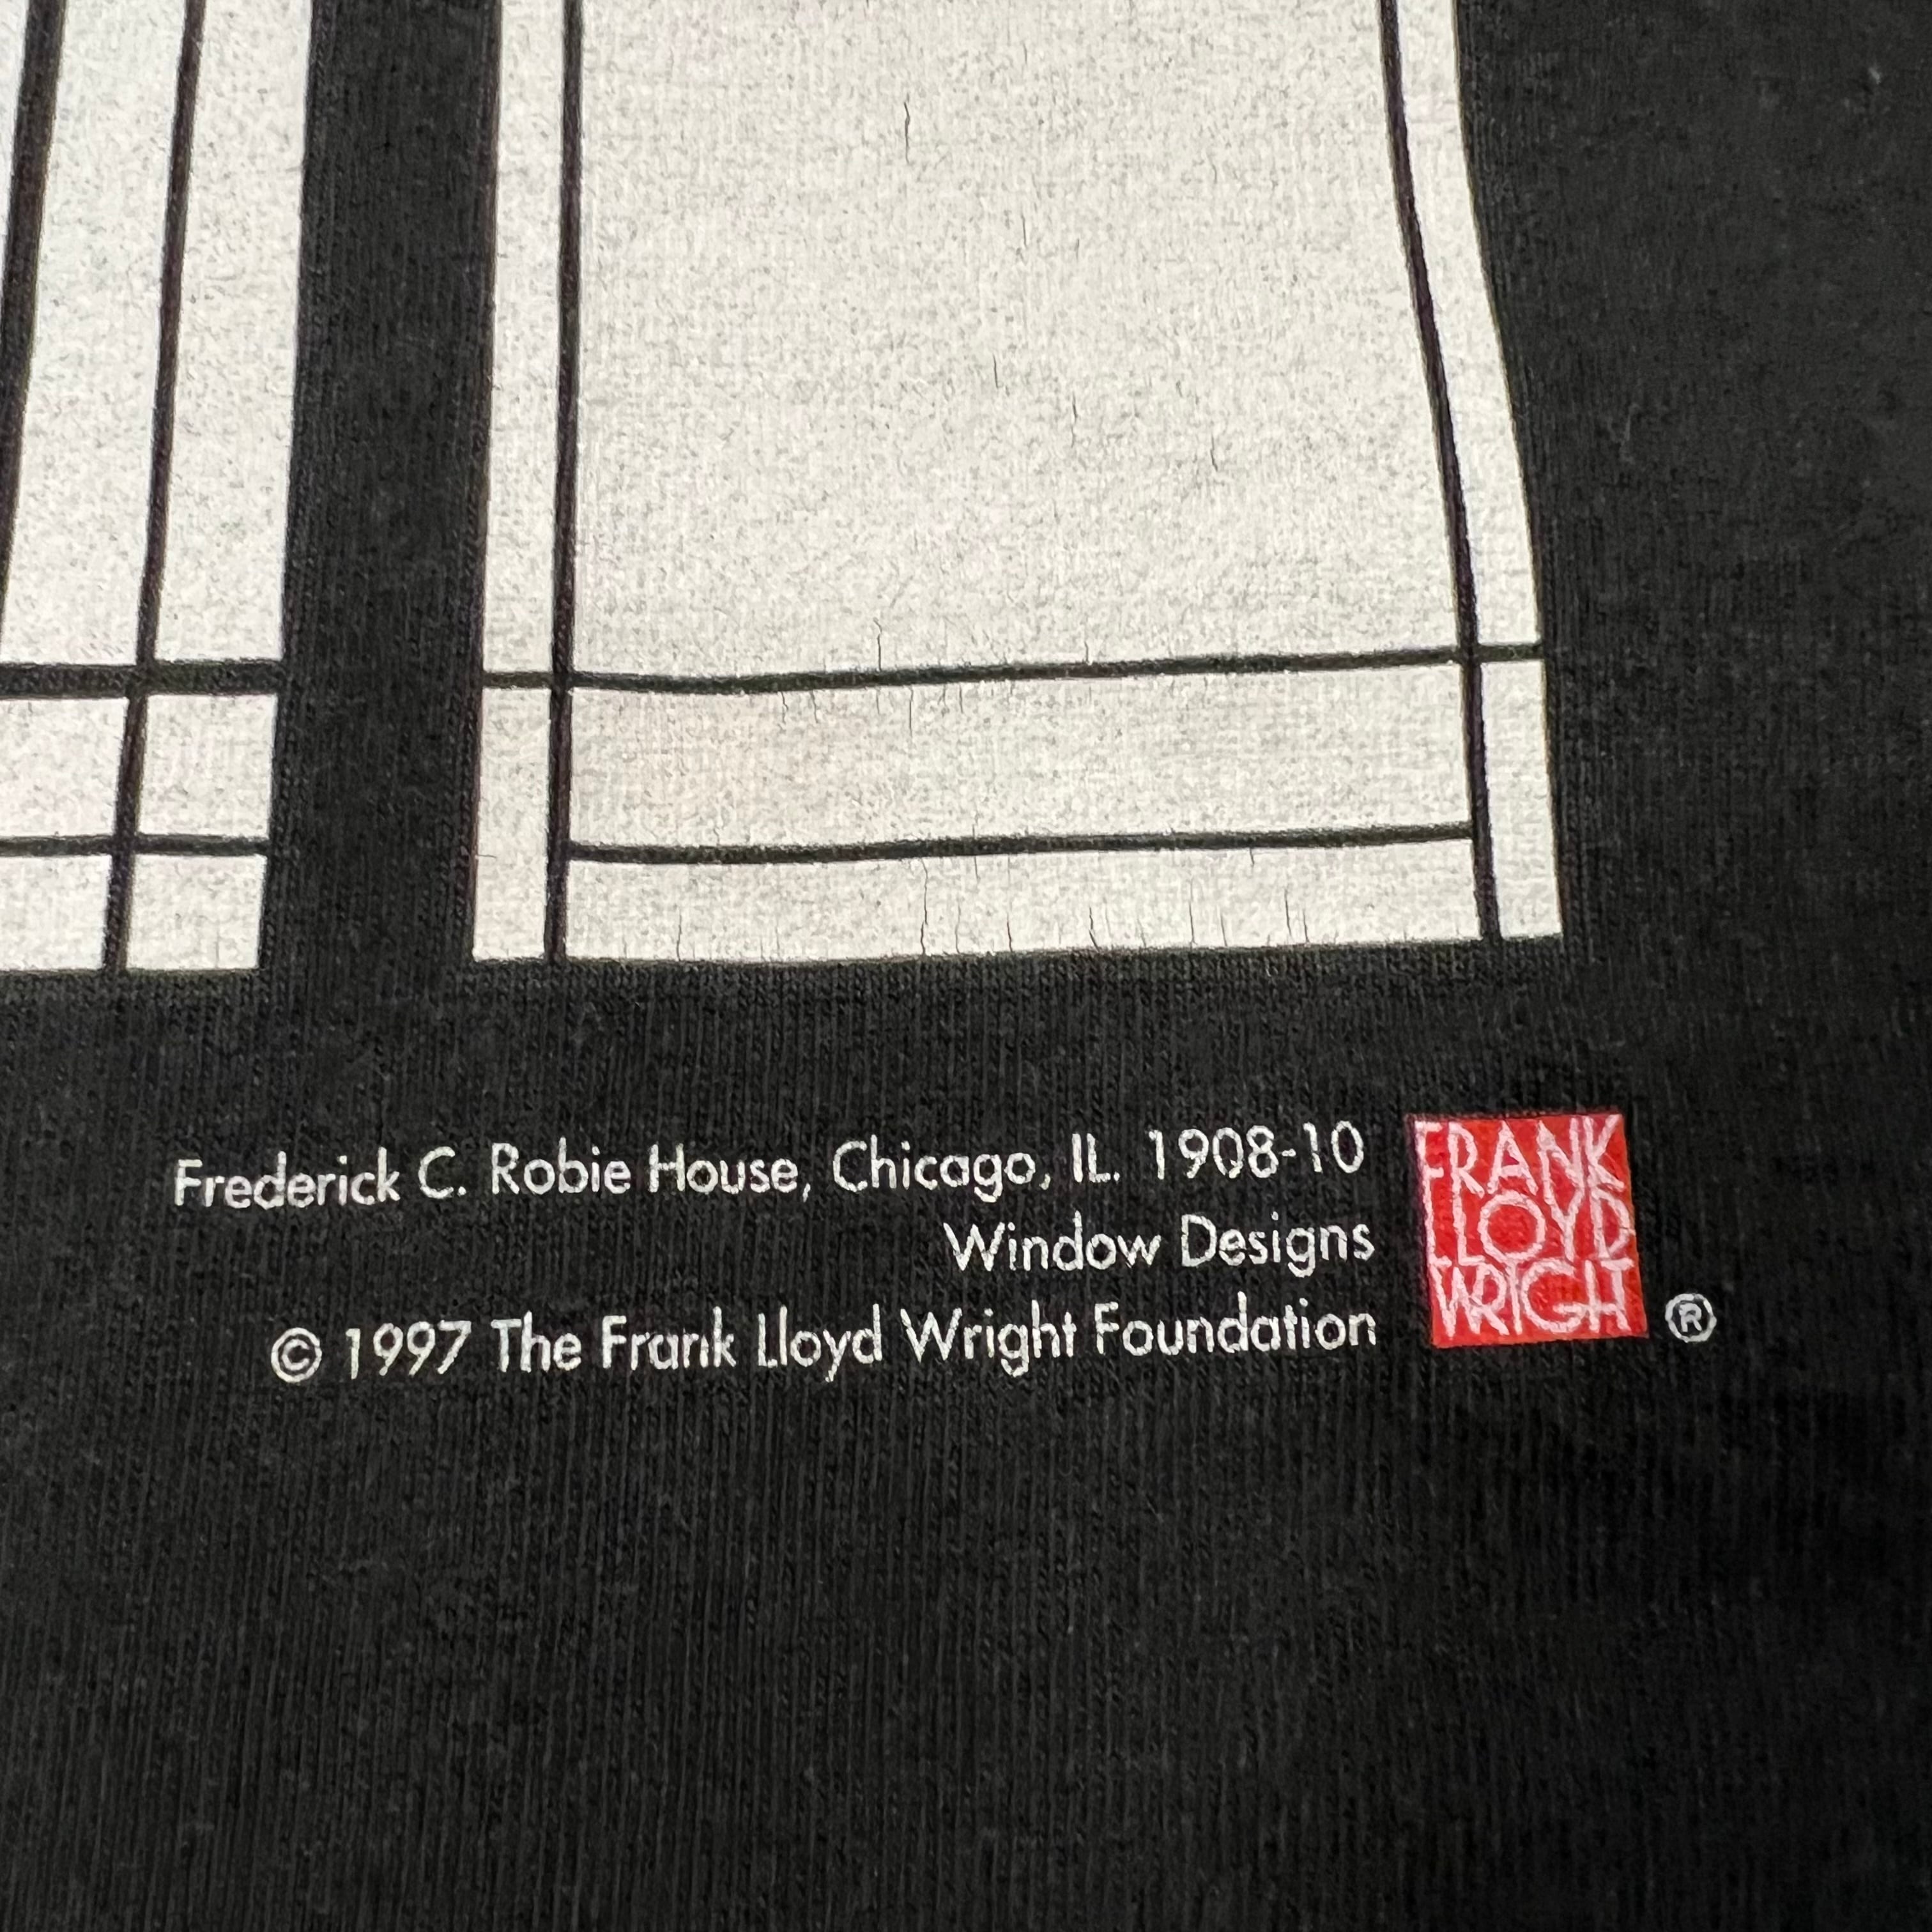 Frederick C. Robie House, Chicago, IL. 1908-10
Window Designs
© 1997 The Frank Lloyd Wright Foundation
FRANK
LLOYD
WRIGHT
®